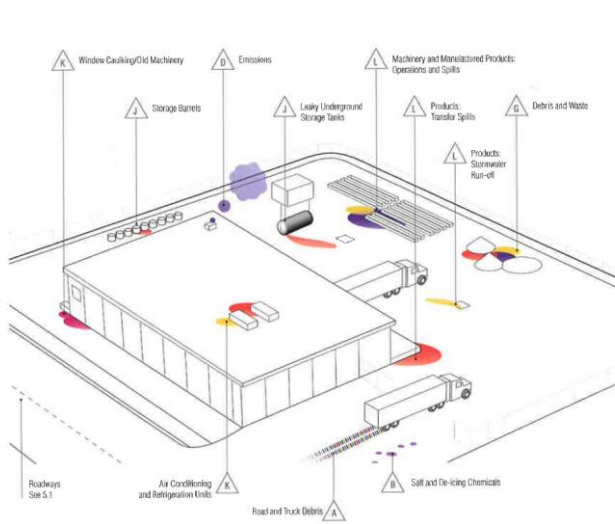 K
Window Caulking/Old Machinery
D
Emissions
L
Machinery and Manufactured Products:
Operations and Spills
J
Storage Barrels
J
Leaky Underground
Storage Tanks
L
Products:
Transfer Spills
G
Debris and Waste
L
Products:
Stormwater
Run-off
Roadways
See 5.1
Air Conditioning
and Refrigeration Units
K
Road and Truck Debris
A
B
Salt and De-Icing Chemicals